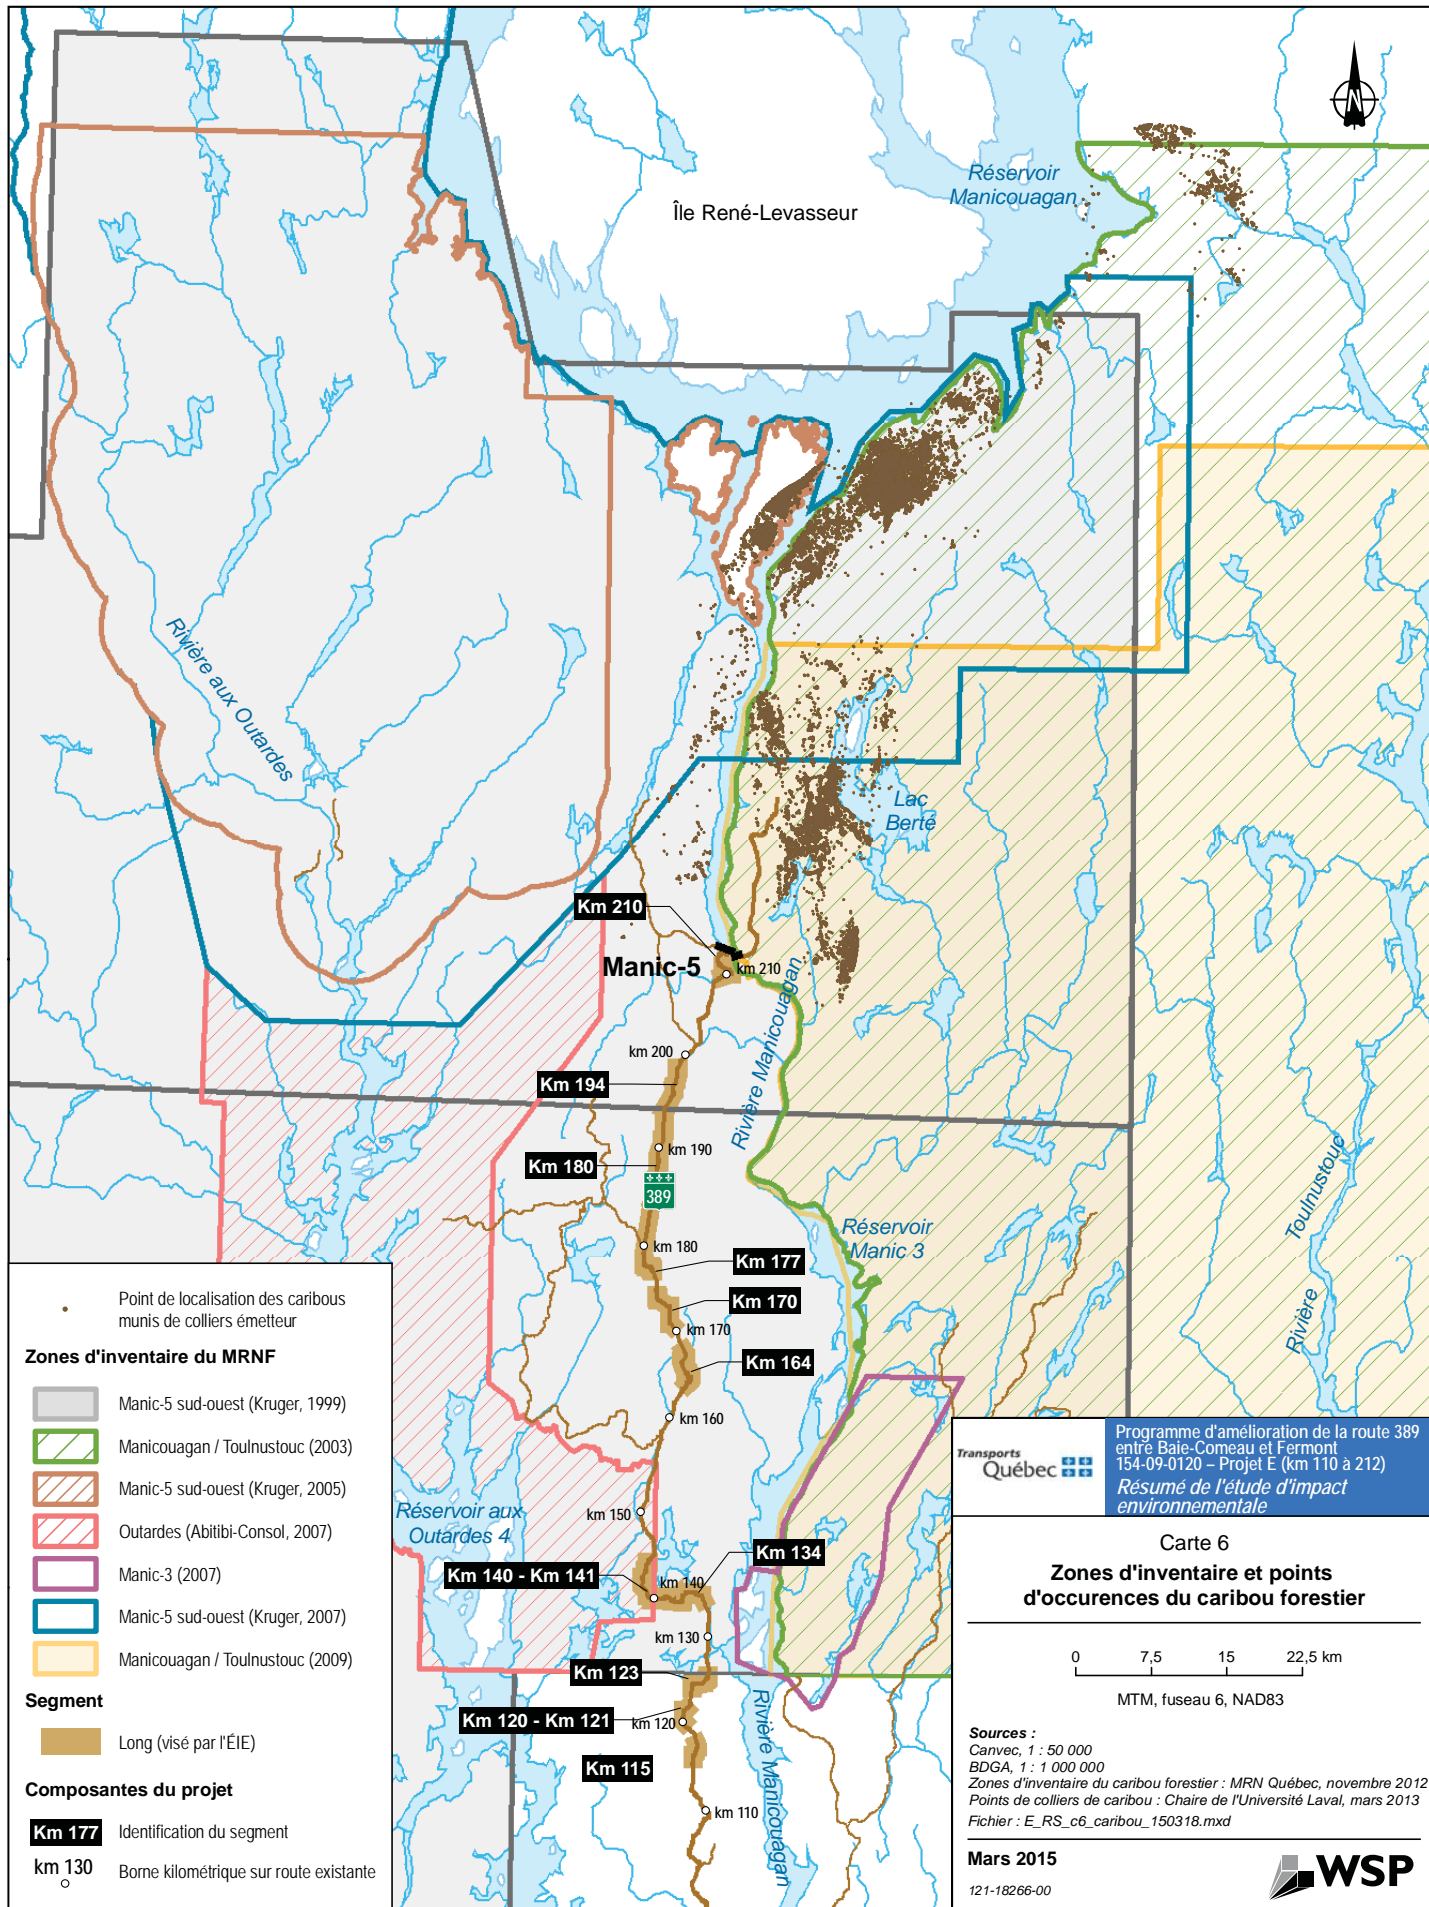 N
Réservoir
Manicouagan
Île René-Levasseur
Rivière aux Outardes
Lac
Berté
Km 210
Manic-5
km 210
Rivière Manicouagan
km 200
Km 194
km 190
Km 180
389
Réservoir
Manic 3
km 180
Km 177
Km 170
km 170
Km 164
km 160
Rivière
Toulnustouc
Réservoir aux
Outardes 4
km 150
Km 134
Km 140 - Km 141
km 140
km 130
Km 123
Km 120 - Km 121
km 120
Km 115
km 110
Rivière Manicouagan
Point de localisation des caribous
munis de colliers émetteur
Zones d'inventaire du MRNF
Manic-5 sud-ouest (Kruger, 1999)
Manicouagan / Toulnustouc (2003)
Manic-5 sud-ouest (Kruger, 2005)
Outardes (Abitibi-Consol, 2007)
Manic-3 (2007)
Manic-5 sud-ouest (Kruger, 2007)
Manicouagan / Toulnustouc (2009)
Segment
Long (visé par l'ÉIE)
Composantes du projet
Km 177 Identification du segment
km 130 Borne kilométrique sur route existante
Transports
Québec
Programme d'amélioration de la route 389
entre Baie-Comeau et Fermont
154-09-0120 – Projet E (km 110 à 212)
Résumé de l'étude d'impact
environnementale
Carte 6
Zones d'inventaire et points
d'occurences du caribou forestier
0 7,5 15 22,5 km
MTM, fuseau 6, NAD83
Sources :
Canvec, 1 : 50 000
BDGA, 1 : 1 000 000
Zones d'inventaire du caribou forestier : MRN Québec, novembre 2012
Points de colliers de caribou : Chaire de l'Université Laval, mars 2013
Fichier : E_RS_c6_caribou_150318.mxd
Mars 2015
121-18266-00
WSP